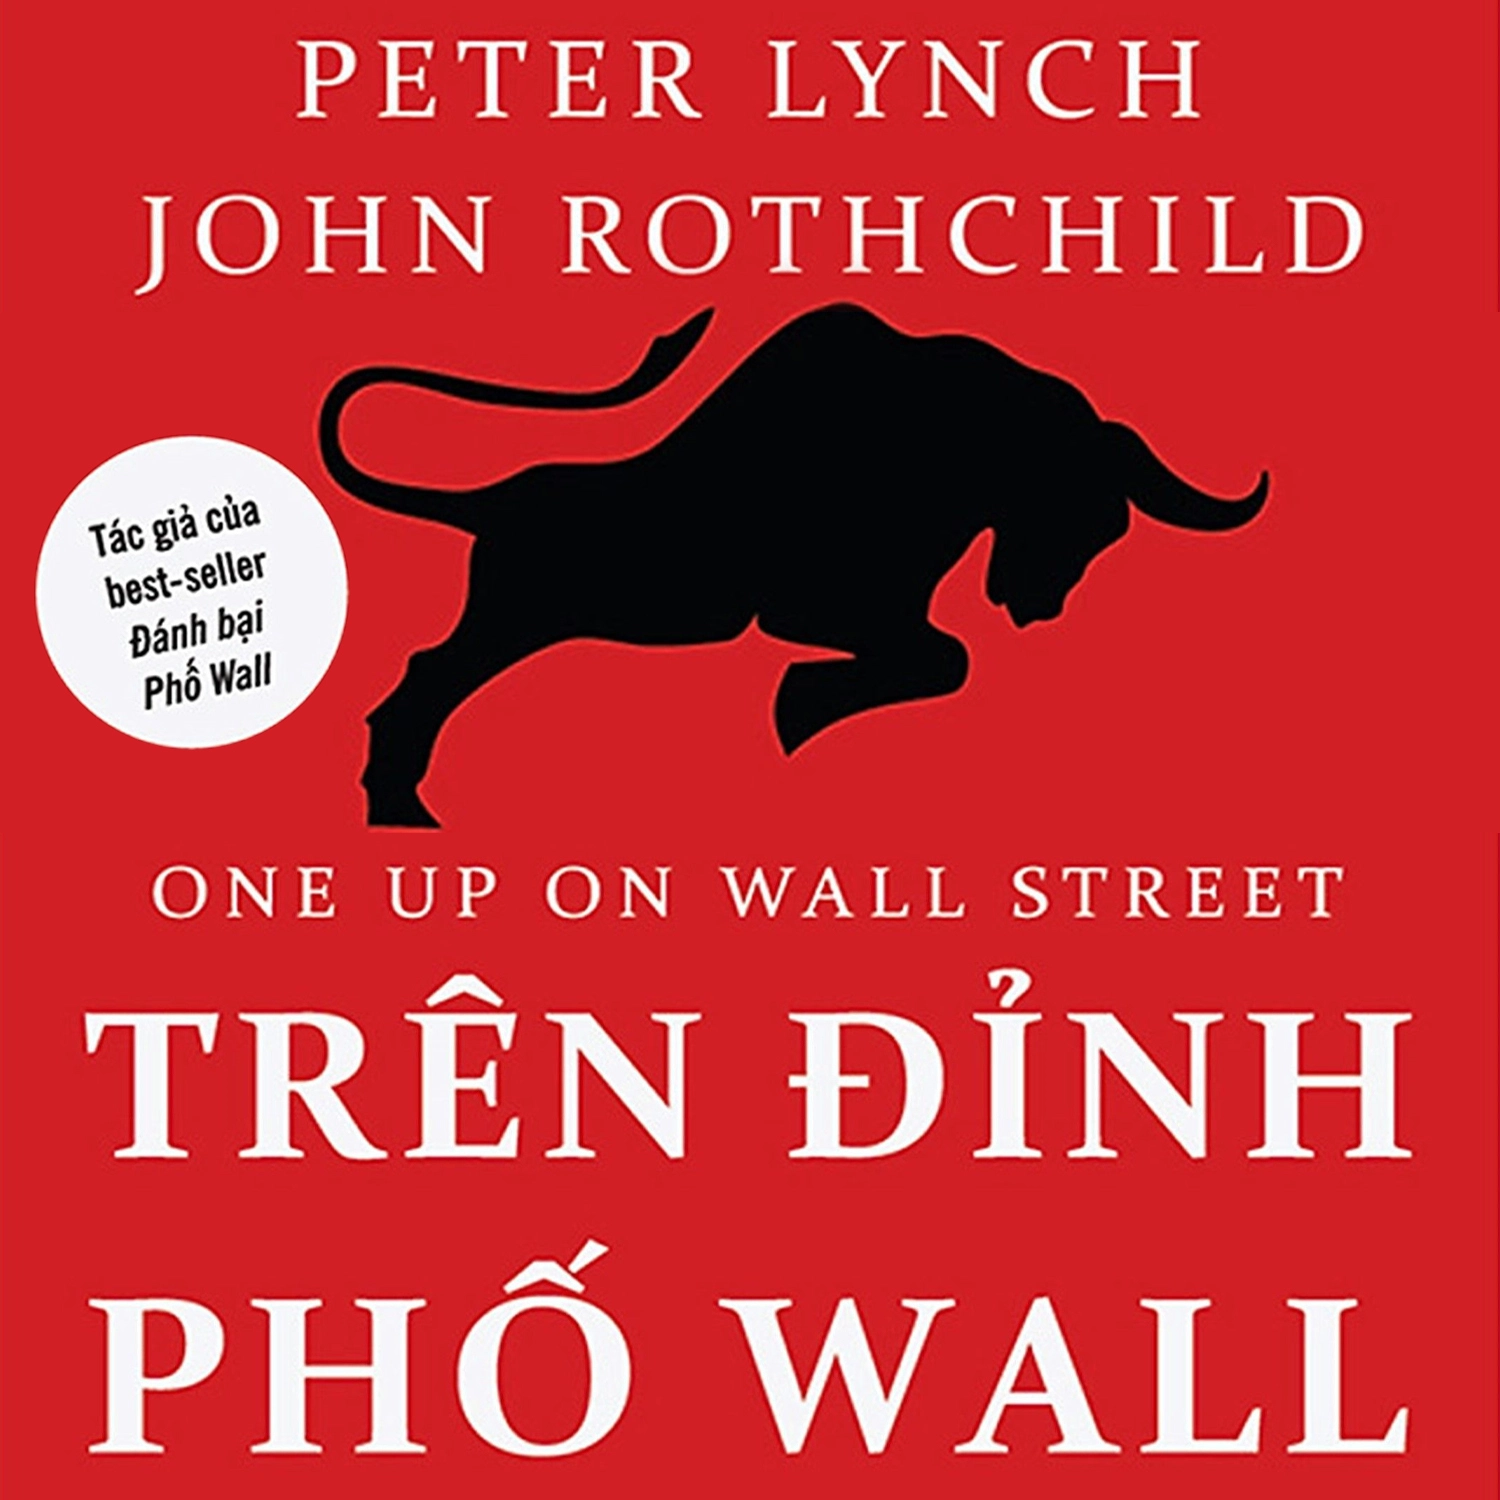 PETER LYNCH
JOHN ROTHCHILD
Tác giả của
best-seller
Đánh bại
Phố Wall
ONE UP ON WALL STREET
TRÊN ĐỈNH
PHỐ WALL